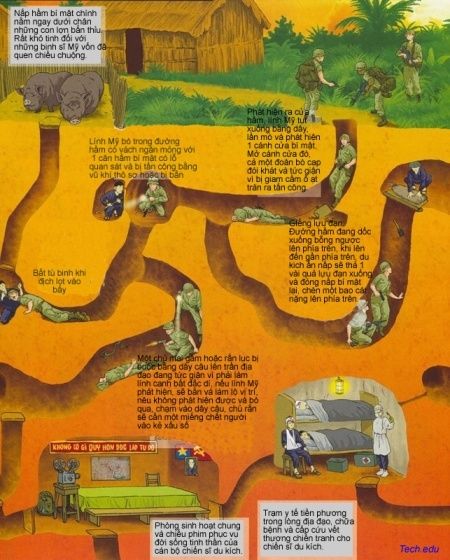 Nắp hầm bí mật chính
nằm ngay dưới chân
những con lợn bẩn thỉu.
Rất khó tinh đối với
những binh sĩ Mỹ vốn đã
quen chiều chuộng.
Phát hiện ra cửa
hầm, lính Mỹ tụt
xuống bằng dây,
lần mò và phát hiện
1 cánh cửa bí mật.
Mở cánh cửa đó,
cả một đoàn bò cạp
đói khát và tức giận
vì bị giam cầm ồ ạt
tràn ra tấn công.
Lính Mỹ bò trong đường
hầm có vách ngăn mỏng với
1 căn hầm bí mật có lỗ
quan sát và bị tấn công bằng
vũ khí thô sơ hoặc bị bắn
Giếng lựu đạn:
Đường hầm đang dốc
xuống bỗng ngược
lên phía trên, khi lên
đến gần phía trên, du
kích ẩn nấp sẽ thả 1
vài quả lựu đạn xuống
và đóng nắp bí mật
lại, chèn một bao cát
nặng lên phía trên.
Bắt tù binh khi
địch lọt vào
bẫy
Một chú mai gầm hoặc rắn lục bị
buộc bằng dây câu lên trần địa
đạo đang tức giận vì phải làm
lính canh bất đắc dĩ, nếu lính Mỹ
phát hiện, sẽ bắn và làm lộ vị trí,
nếu không phát hiện được và bỏ
qua, chạm vào dây câu, chú rắn
sẽ cắn một miếng chết người
vào kẻ xấu số
KHÔNG CÓ GÌ QUÝ HƠN ĐỘC LẬP TỰ DO
Phòng sinh hoạt chung
và chiếu phim phục vụ
đời sống tinh thần của
cán bộ chiến sĩ du kích.
Trạm y tế tiền phương
trong lòng địa đạo, chữa
bệnh và cấp cứu vết
thương chiến tranh cho
chiến sĩ du kích.
Tech.edu